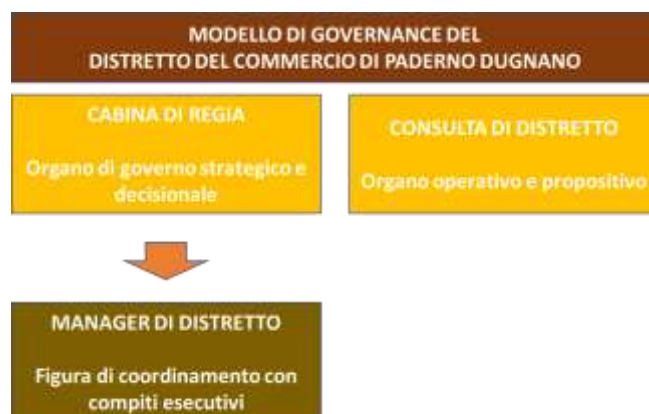 MODELLO DI GOVERNANCE DEL
DISTRETTO DEL COMMERCIO DI PADERNO DUGNANO
CABINA DI REGIA
Organo di governo strategico e
decisionale
CONSULTA DI DISTRETTO
Organo operativo e propositivo
MANAGER DI DISTRETTO
Figura di coordinamento con
compiti esecutivi